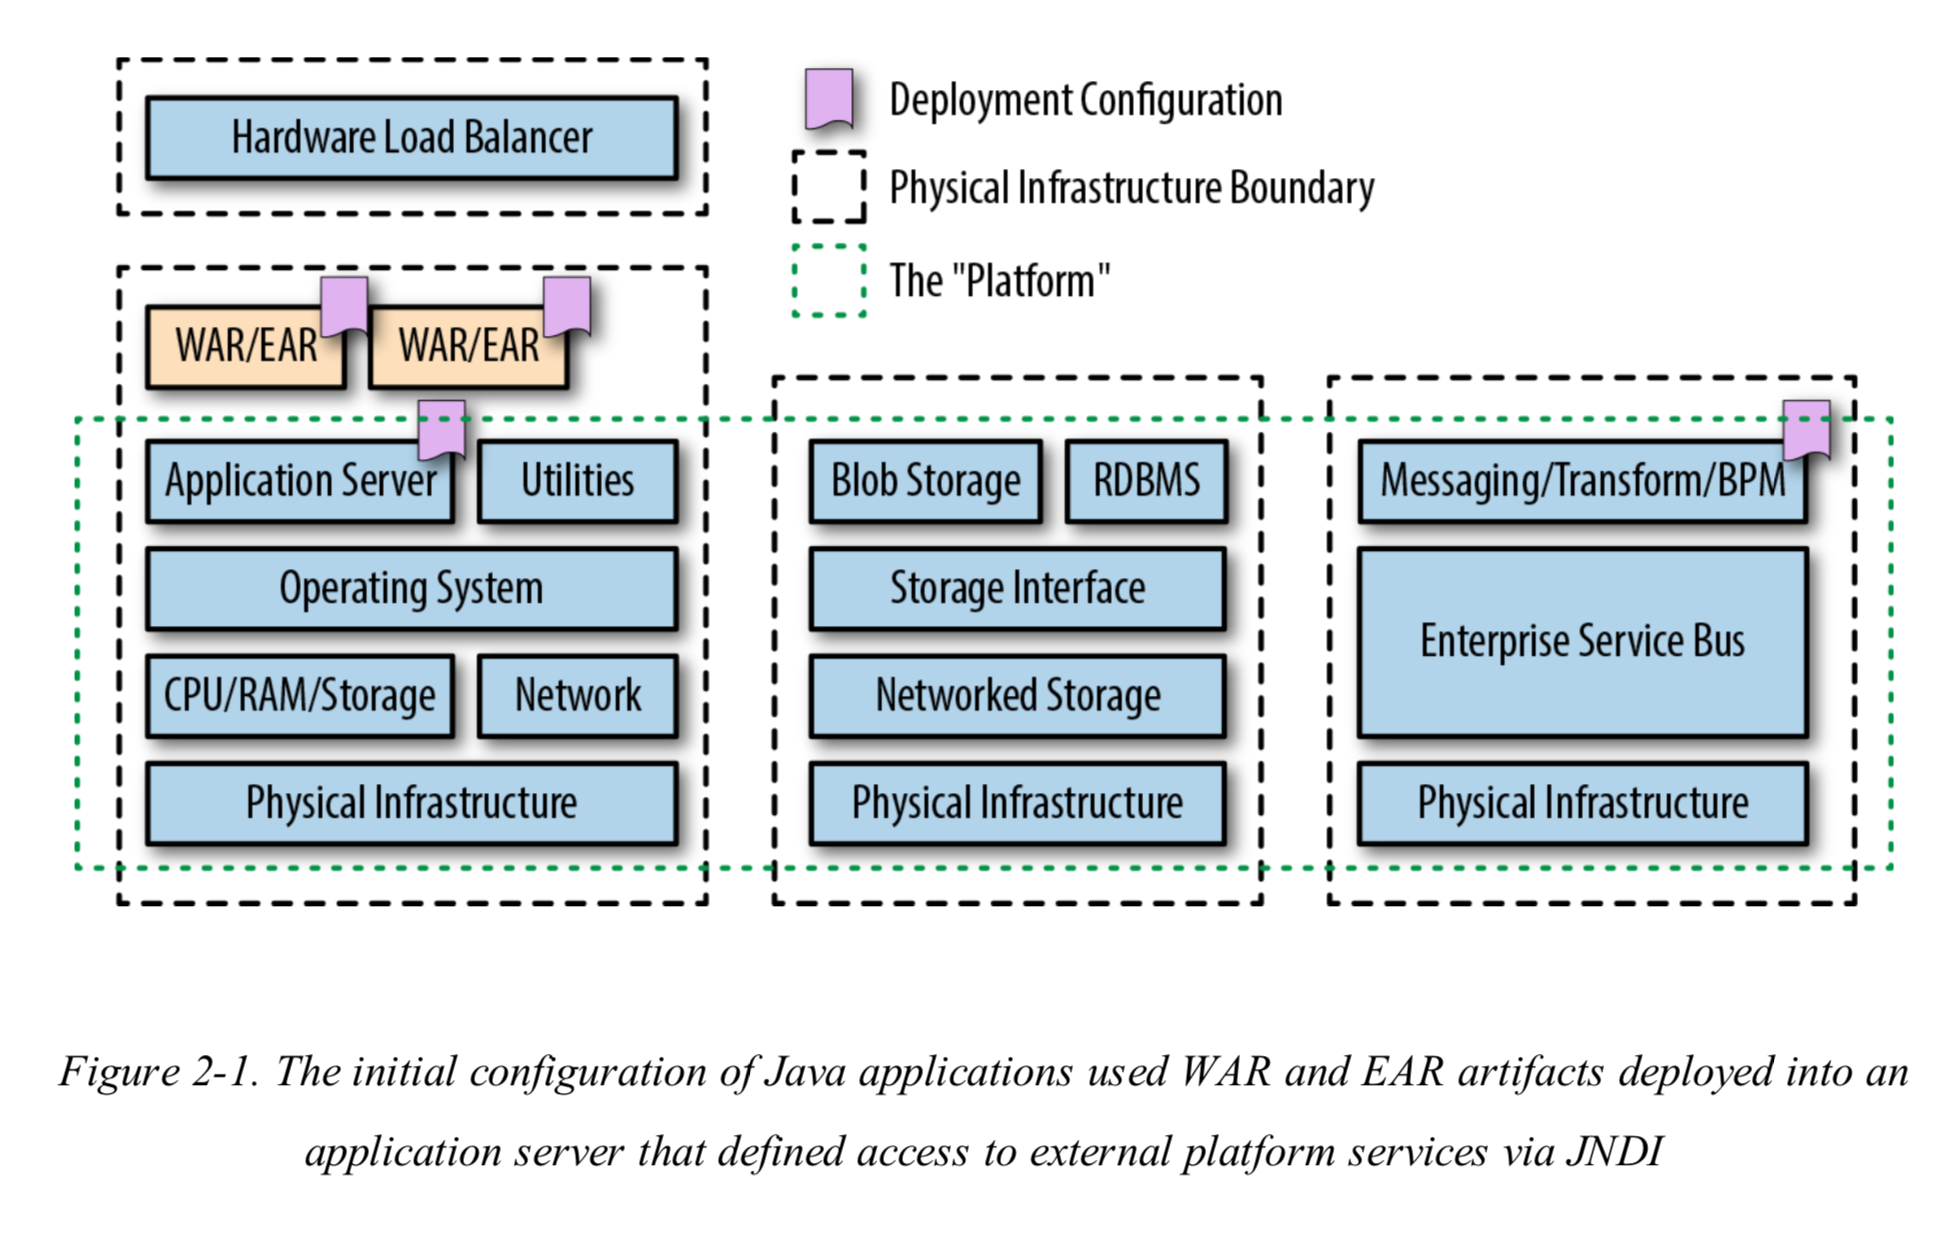 Hardware Load Balancer
Deployment Configuration
Physical Infrastructure Boundary
The "Platform"
WAR/EAR
WAR/EAR
Application Server
Utilities
Operating System
CPU/RAM/Storage
Network
Physical Infrastructure
Blob Storage
RDBMS
Storage Interface
Networked Storage
Physical Infrastructure
Messaging/Transform/BPM
Enterprise Service Bus
Physical Infrastructure
Figure 2-1. The initial configuration of Java applications used WAR and EAR artifacts deployed into an
application server that defined access to external platform services via JNDI